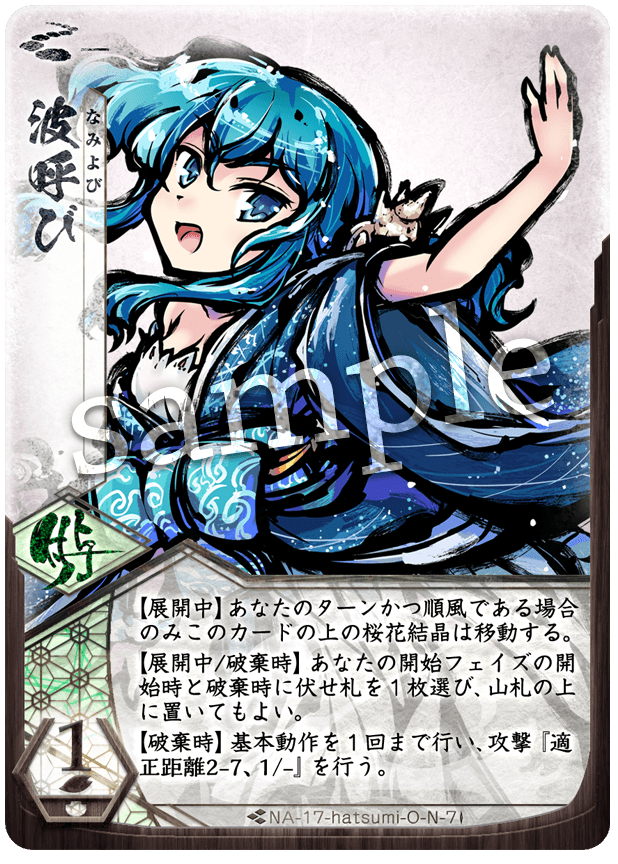 波呼び
なみよび
sample
付与
【展開中】あなたのターンかつ順風である場合
のみこのカードの上の桜花結晶は移動する。
【展開中/破棄時】あなたの開始フェイズの開
始時と破棄時に伏せ札を1枚選び、山札の上
に置いてもよい。
【破棄時】基本動作を1回まで行い、攻撃『適
正距離2-7、1/-』を行う。
1
NA-17-hatsumi-O-N-7